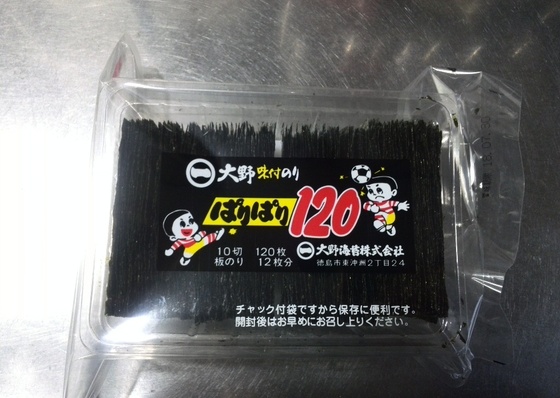 大野味付のり
ぱりぱり120
10切 120枚
板のり 12枚分
大野海苔株式会社
徳島市東沖洲2丁目24
チャック付袋ですから保存に便利です。
開封後はお早めにお召し上りください。